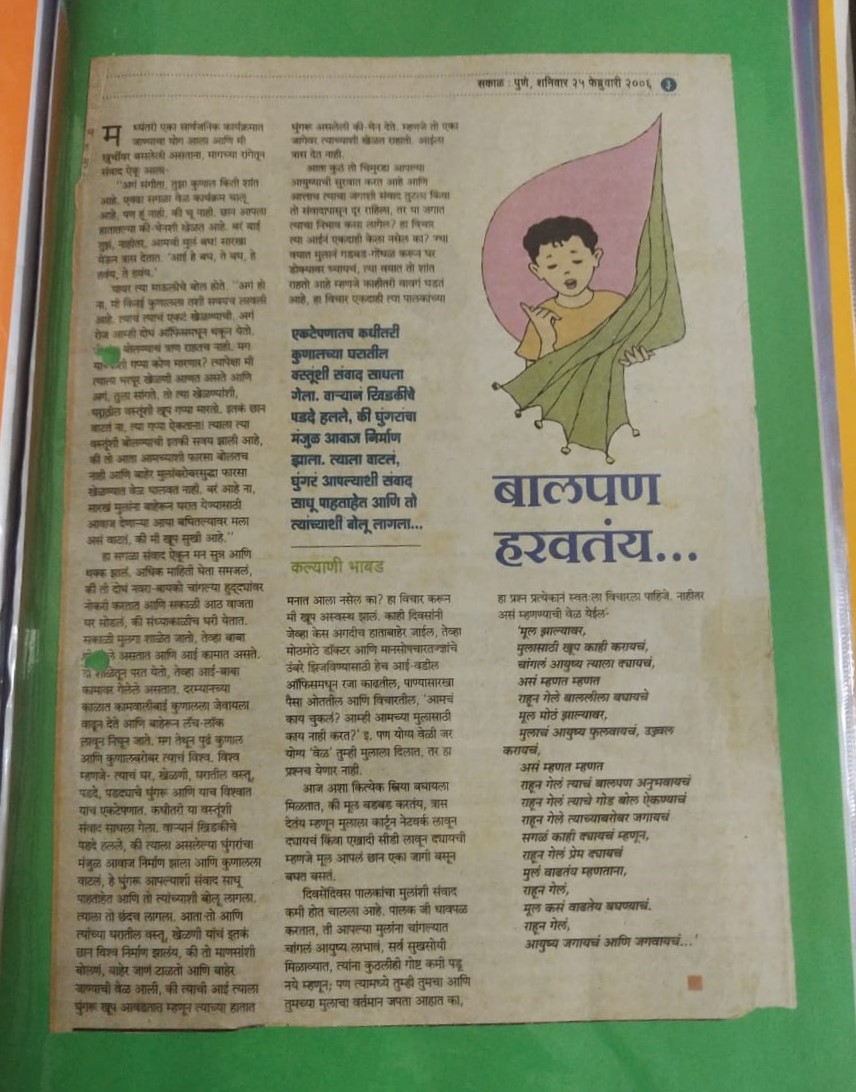 सकाळ : पुणे, शनिवार २५ फेब्रुवारी २००६ ३
मध्यंतरी एका सार्वजनिक कार्यक्रमात
जाण्याचा योग आला आणि मी
खुर्चीवर बसलेली असताना, मागच्या रांगेतून
संवाद ऐकू आला-
"अगं संगीता, तुझा कुणाल किती शांत
आहे. एवढा सगळा वेळ कार्यक्रम चालू
आहे, पण हूं नाही, की चू नाही. छान आपला
हातातल्या की-चेनशी खेळत आहे. बरं बाई
तुझं, नाहीतर, आमची मुलं बघ! सारखा
येऊन त्रास देतात. 'आई हे बघ, ते बघ, हे
हवंय, ते हवंय.'
यावर त्या माऊलीचे बोल होते. "अगं हो
ना, मी किनई कुणालला तशी सवयच लावली
आहे. त्याचं त्याचं एकटं खेळण्याची. अगं
रोज आम्ही दोघं ऑफिसमधून थकून येतो.
बोलण्याचं त्राण राहतच नाही. मग
गप्पा कोण मारणार? त्यापेक्षा मी
त्याला भरपूर खेळणी आणत असते आणि
अगं, तुला सांगते, तो त्या खेळण्यांशी,
घरातील वस्तूंशी खूप गप्पा मारतो. इतकं छान
वाटतं ना, त्या गप्पा ऐकताना! त्याला त्या
वस्तूंशी बोलण्याची इतकी सवय झाली आहे,
की तो आता आमच्याशी फारसा बोलतच
नाही आणि बाहेर मुलांबरोबरसुद्धा फारसा
खेळण्यात वेळ घालवत नाही. बरं आहे ना,
सारखं मुलांना बाहेरून घरात येण्यासाठी
आवाज देणाऱ्या आया बघितल्यावर मला
असं वाटतं, की मी खूप सुखी आहे."
हा सगळा संवाद ऐकून मन सुन्न आणि
थक्क झालं. अधिक माहिती घेता समजलं,
की ती दोघं नवरा-बायको चांगल्या हुद्द्यांवर
नोकरी करतात आणि सकाळी आठ वाजता
घर सोडलं, की संध्याकाळीच घरी येतात.
सकाळी मुलगा शाळेत जातो, तेव्हा बाबा
असतात आणि आई कामात असते.
शाळेतून परत येतो, तेव्हा आई-बाबा
कामावर गेलेले असतात. दरम्यानच्या
काळात कामवालीबाई कुणालला जेवायला
वाढून देते आणि बाहेरून लॅच-लॉक
लावून निघून जाते. मग तेथून पुढं कुणाल
आणि कुणालबरोबर त्याचं विश्व. विश्व
म्हणजे- त्याचं घर, खेळणी, घरातील वस्तू,
पडदे, पडद्याचे घुंगरू आणि याच विश्वात
याच एकटेपणात. कधीतरी या वस्तूंशी
संवाद साधला गेला. वाऱ्यानं खिडकीचे
पडदे हलले, की त्याला असलेल्या घुंगरांचा
मंजुळ आवाज निर्माण झाला आणि कुणालला
वाटलं, हे घुंगरू आपल्याशी संवाद साधू
पाहताहेत आणि तो त्यांच्याशी बोलू लागला.
त्याला तो छंदच लागला. आता-तो आणि
त्यांच्या घरातील वस्तू, खेळणी यांचं इतकं
छान विश्व निर्माण झालंय, की तो माणसांशी
बोलणं, बाहेर जाणं टाळतो आणि बाहेर
जाण्याची वेळ आली, की त्याची आई त्याला
घुंगरू खूप आवडतात म्हणून त्याच्या हातात
घुंगरू असलेली की-चेन देते. म्हणजे तो एका
जागेवर त्याच्याशी खेळत राहातो. आईला
त्रास देत नाही.
आता कुठं तो चिमुरडा आपल्या
आयुष्याची सुरवात करत आहे आणि
आत्ताच त्याचा जगाशी संवाद तुटला किंवा
तो संवादापासून दूर राहिला, तर या जगात
त्याचा निभाव कसा लागेल? हा विचार
त्या आईनं एकदाही केला नसेल का? ज्या
वयात मुलानं गडबड-गोंधळ करून घर
डोक्यावर घ्यायचं, त्या वयात तो शांत
राहतो आहे म्हणजे काहीतरी वावगं घडतं
आहे, हा विचार एकदाही त्या पालकांच्या
एकटेपणातच कधीतरी
कुणालच्या घरातील
वस्तूंशी संवाद साधला
गेला. वाऱ्यानं खिडकीचे
पडदे हलले, की घुंगरांचा
मंजुळ आवाज निर्माण
झाला. त्याला वाटलं,
घुंगरं आपल्याशी संवाद
साधू पाहताहेत आणि तो
त्यांच्याशी बोलू लागला...
कल्याणी भाबड
मनात आला नसेल का? हा विचार करून
मी खूप अस्वस्थ झालं. काही दिवसांनी
जेव्हा केस अगदीच हाताबाहेर जाईल, तेव्हा
मोठमोठे डॉक्टर आणि मानसोपचारतज्ज्ञांचे
उंबरे झिजविण्यासाठी हेच आई-वडील
ऑफिसमधून रजा काढतील, पाण्यासारखा
पैसा ओततील आणि विचारतील, 'आमचं
काय चुकलं? आम्ही आमच्या मुलासाठी
काय नाही करत?' इ. पण योग्य वेळी जर
योग्य 'वेळ' तुम्ही मुलाला दिलात, तर हा
प्रश्नच येणार नाही.
आज अशा कित्येक स्त्रिया बघायला
मिळतात, की मूल बडबड करतंय, त्रास
देतंय म्हणून मुलाला कार्टून नेटवर्क लावून
द्यायचं किंवा एखादी सीडी लावून द्यायची
म्हणजे मूल आपलं छान एका जागी बसून
बघत बसतं.
दिवसेंदिवस पालकांचा मुलांशी संवाद
कमी होत चालला आहे. पालक जी धावपळ
करतात, ती आपल्या मुलांना चांगल्यात
चांगलं आयुष्य लाभावं, सर्व सुखसोयी
मिळाव्यात, त्यांना कुठलीही गोष्ट कमी पडू
नये म्हणून; पण त्यामध्ये तुम्ही तुमचा आणि
तुमच्या मुलाचा वर्तमान जपता आहात का,
बालपण
हरवतंय...
हा प्रश्न प्रत्येकानं स्वतःला विचारला पाहिजे. नाहीतर
असं म्हणण्याची वेळ येईल-
'मूल झाल्यावर,
मुलासाठी खूप काही करायचं,
चांगलं आयुष्य त्याला द्यायचं,
असं म्हणत म्हणत
राहून गेलं बाललीला बघायचे
मूल मोठं झाल्यावर,
मुलाचं आयुष्य फुलवायचं, उज्ज्वल
करायचं,
असं म्हणत म्हणत
राहून गेलं त्याचं बालपण अनुभवायचं
राहून गेलं त्याचे गोड बोल ऐकण्याचं
राहून गेलं त्याच्याबरोबर जगायचं
सगळं काही द्यायचं म्हणून,
राहून गेलं प्रेम द्यायचं
मुलं वाढतंय म्हणताना,
राहून गेलं,
मूल कसं वाढतेय बघण्याचं.
राहून गेलं,
आयुष्य जगायचं आणि जगवायचं...'